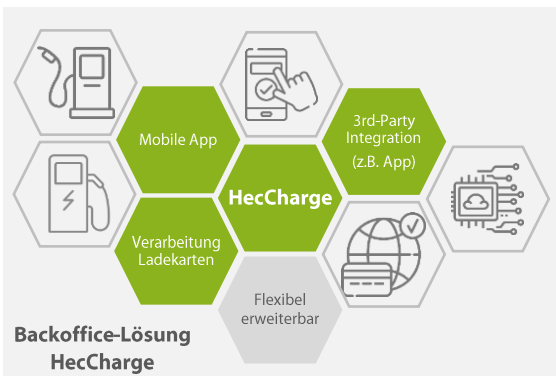 Mobile App
3rd-Party
Integration
(z.B. App)
HecCharge
Verarbeitung
Ladekarten
Flexibel
erweiterbar
Backoffice-Lösung
HecCharge